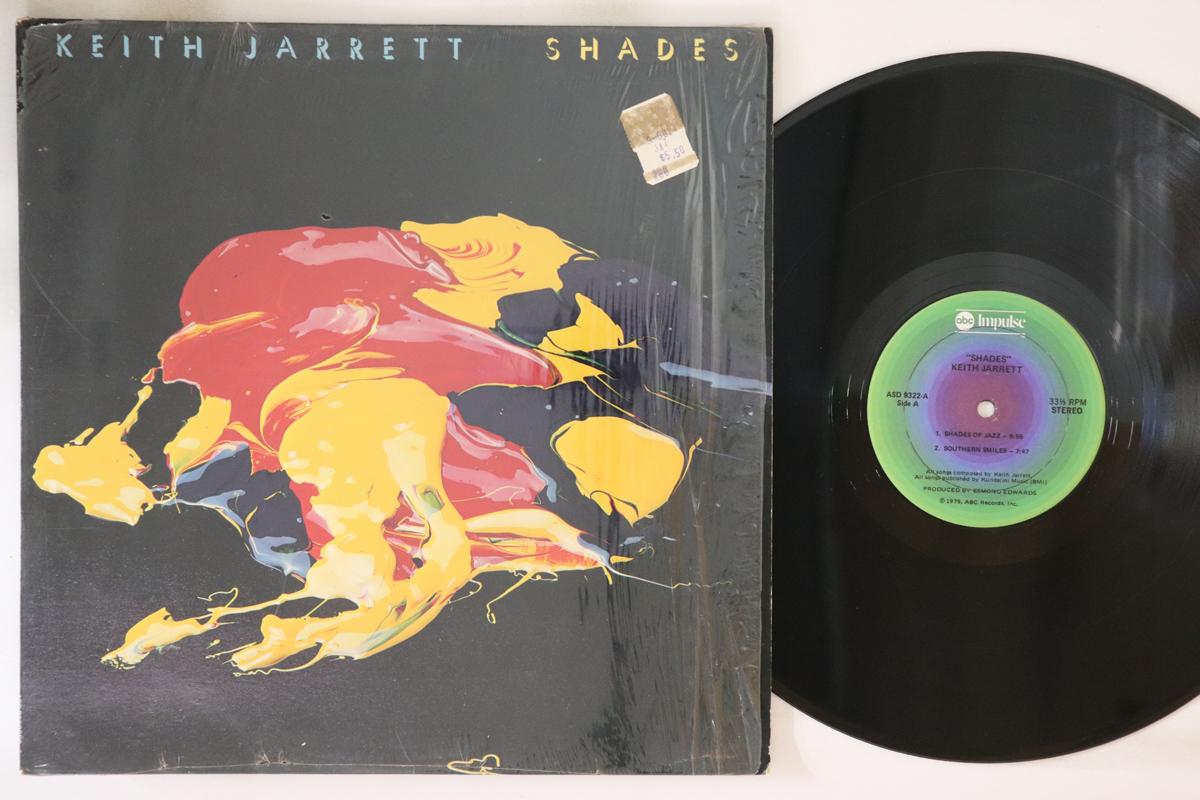 KEITH JARRETT SHADES
$5.50
abc Impulse
"SHADES"
KEITH JARRETT
ASD 9322-A
Side A
33⅓ RPM
STEREO
1. SHADES OF JAZZ – 9:56
2. SOUTHERN SMILES – 7:47
All songs composed by Keith Jarrett
All songs published by Kundalini Music (BMI)
PRODUCED BY ESMOND EDWARDS
© 1976, ABC Records, Inc.